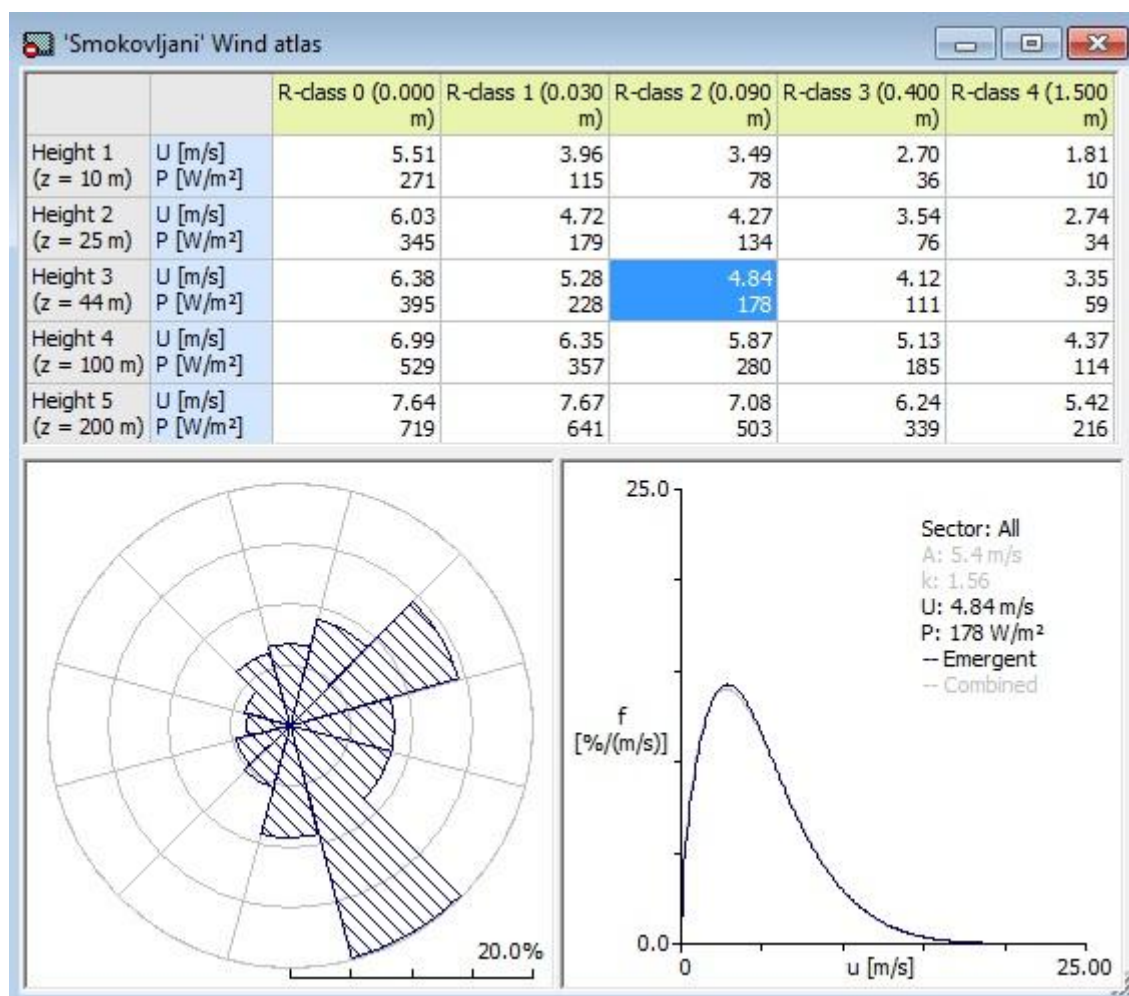 'Smokovljani' Wind atlas
R-class 0 (0.000 m) R-class 1 (0.030 m) R-class 2 (0.090 m) R-class 3 (0.400 m) R-class 4 (1.500 m)
Height 1 U [m/s] 5.51 3.96 3.49 2.70 1.81
(z = 10 m) P [W/m²] 271 115 78 36 10
Height 2 U [m/s] 6.03 4.72 4.27 3.54 2.74
(z = 25 m) P [W/m²] 345 179 134 76 34
Height 3 U [m/s] 6.38 5.28 4.84 4.12 3.35
(z = 44 m) P [W/m²] 395 228 178 111 59
Height 4 U [m/s] 6.99 6.35 5.87 5.13 4.37
(z = 100 m) P [W/m²] 529 357 280 185 114
Height 5 U [m/s] 7.64 7.67 7.08 6.24 5.42
(z = 200 m) P [W/m²] 719 641 503 339 216
20.0%
25.0
Sector: All
A: 5.4 m/s
k: 1.56
U: 4.84 m/s
P: 178 W/m²
-- Emergent
-- Combined
f
[%/(m/s)]
0.0
0 u [m/s] 25.00